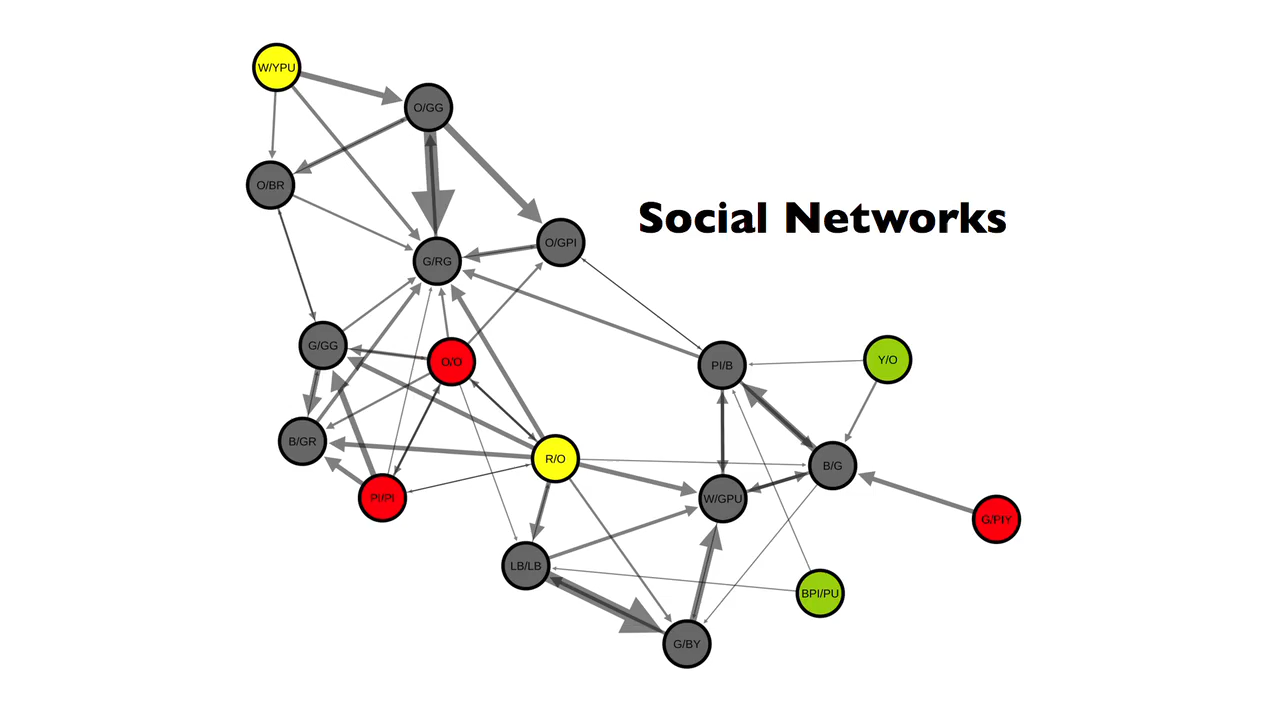 W/YPU
O/GG
O/BR
Social Networks
O/GPI
G/RG
G/GG
O/O
PI/B
Y/O
B/GR
R/O
B/G
PI/PI
W/GPU
G/PIY
LB/LB
BPI/PU
G/BY